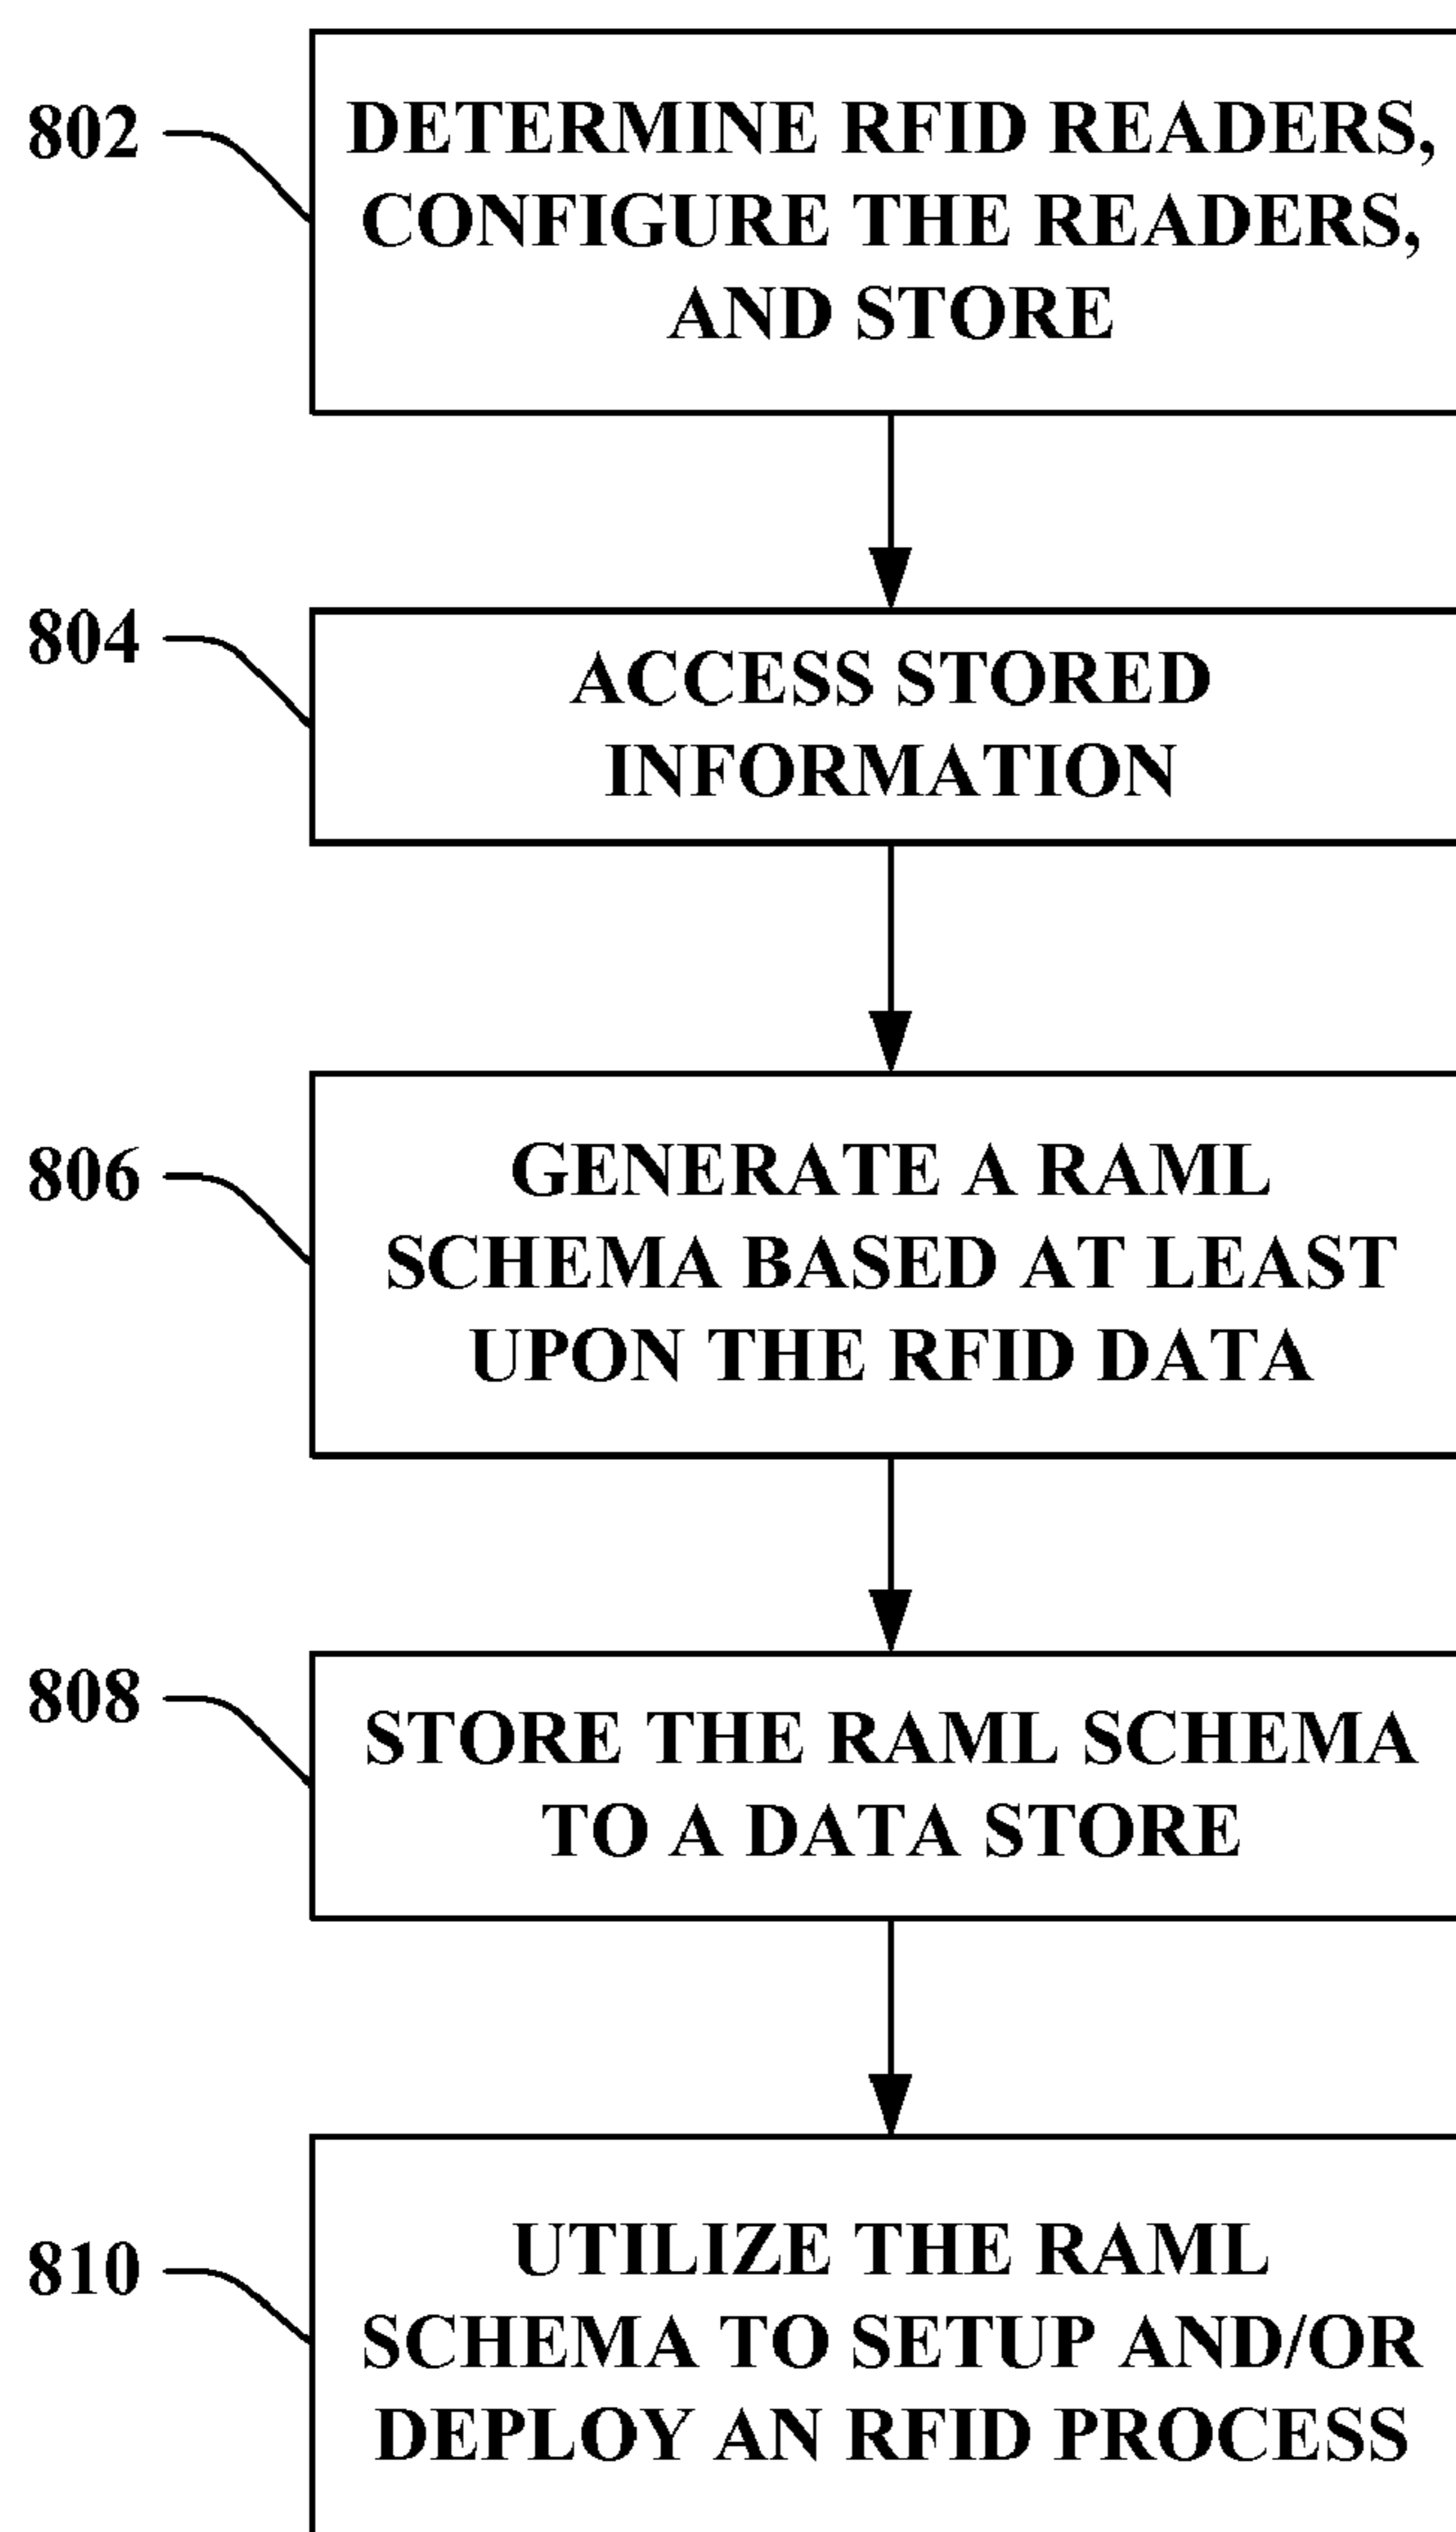 802
DETERMINE RFID READERS,
CONFIGURE THE READERS,
AND STORE
804
ACCESS STORED
INFORMATION
806
GENERATE A RAML
SCHEMA BASED AT LEAST
UPON THE RFID DATA
808
STORE THE RAML SCHEMA
TO A DATA STORE
810
UTILIZE THE RAML
SCHEMA TO SETUP AND/OR
DEPLOY AN RFID PROCESS